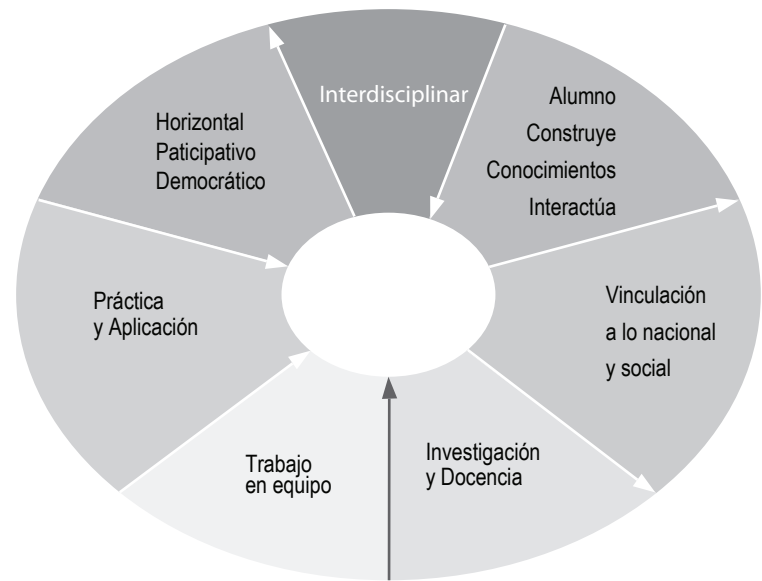 Interdisciplinar
Alumno
Construye
Conocimientos
Interactúa
Vinculación
a lo nacional
y social
Investigación
y Docencia
Trabajo
en equipo
Práctica
y Aplicación
Horizontal
Paticipativo
Democrático